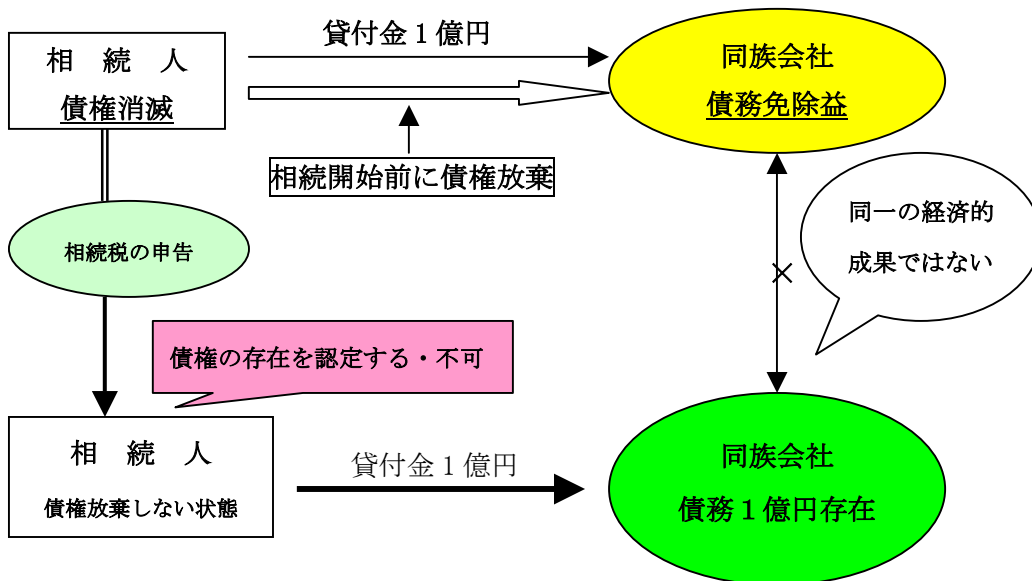 貸付金１億円
相　続　人
債権消滅
同族会社
債務免除益
相続開始前に債権放棄
同一の経済的
成果ではない
相続税の申告
債権の存在を認定する・不可
相　続　人
債権放棄しない状態
貸付金１億円
同族会社
債務１億円存在